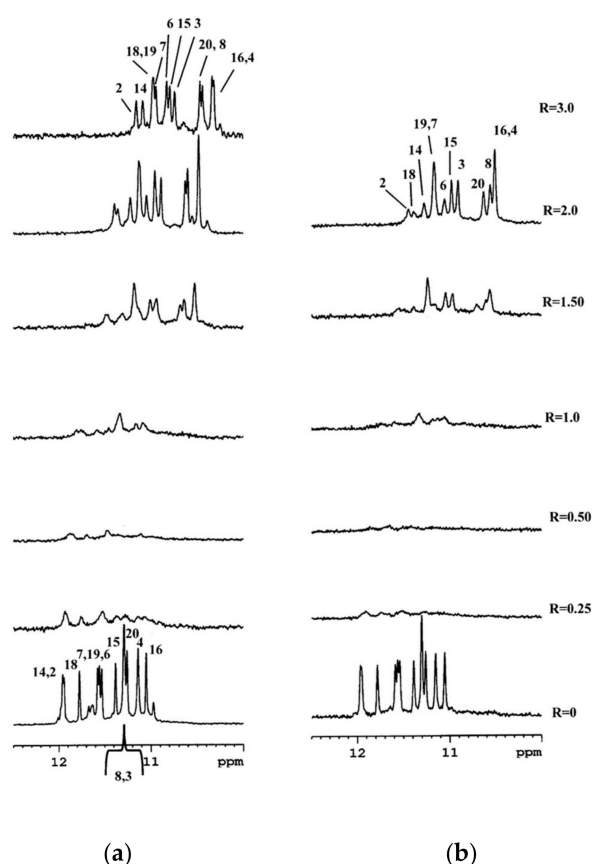 6 15 3
18,19 7 20, 8
16,4
2 14
R=3.0
19,7
16,4
15
14 3 8
18 6
2 20
R=2.0
R=1.50
R=1.0
R=0.50
R=0.25
20
15 4
7,19,6 16
14,2 18
R=0
12 11 ppm
12 11 ppm
8,3
(a) (b)